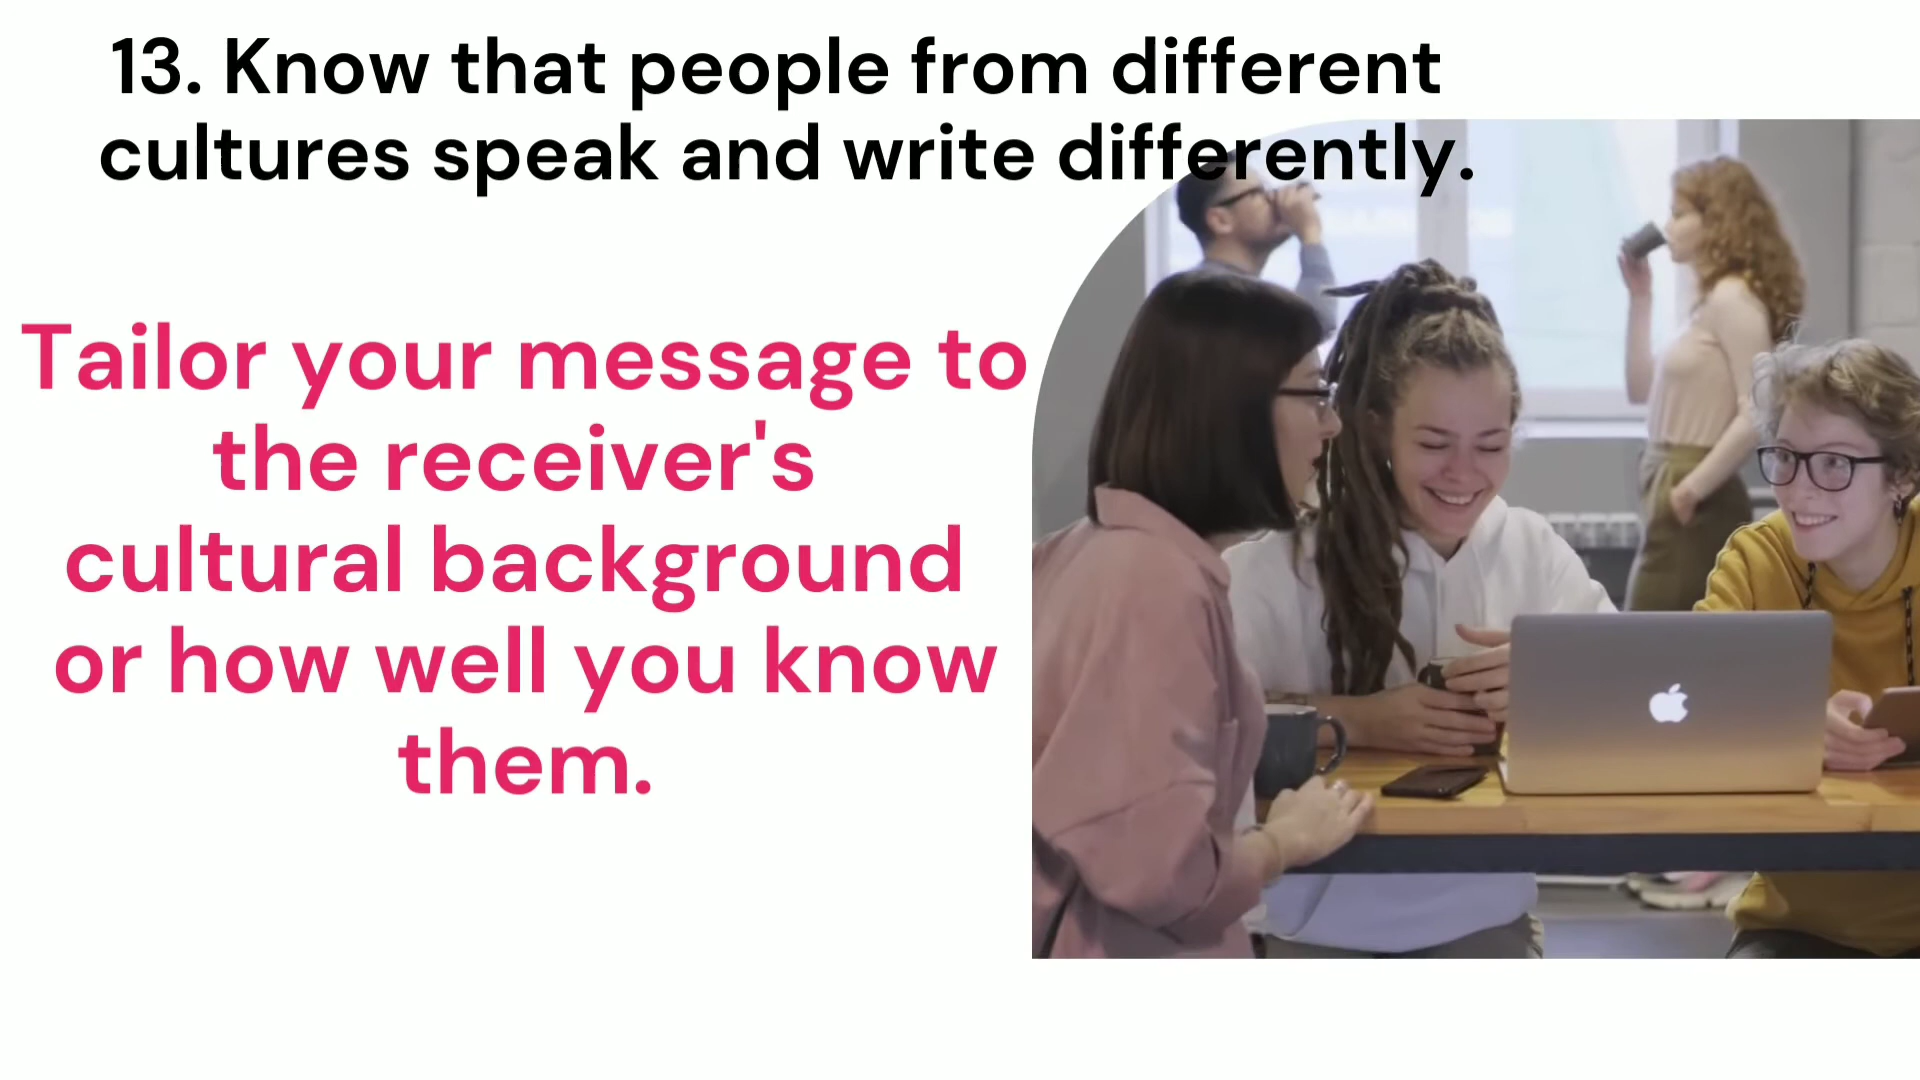 13. Know that people from different
cultures speak and write differently.
Tailor your message to
the receiver's
cultural background
or how well you know
them.